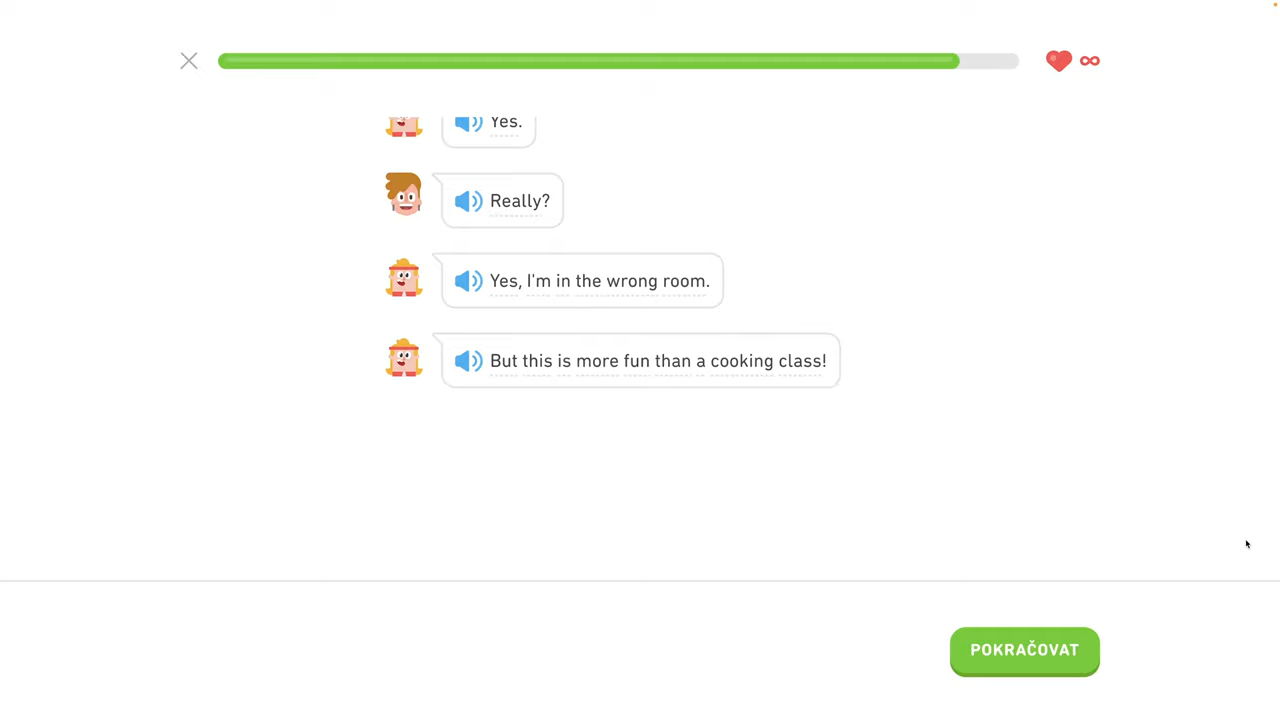 Yes.
Really?
Yes, I'm in the wrong room.
But this is more fun than a cooking class!
POKRAČOVAT